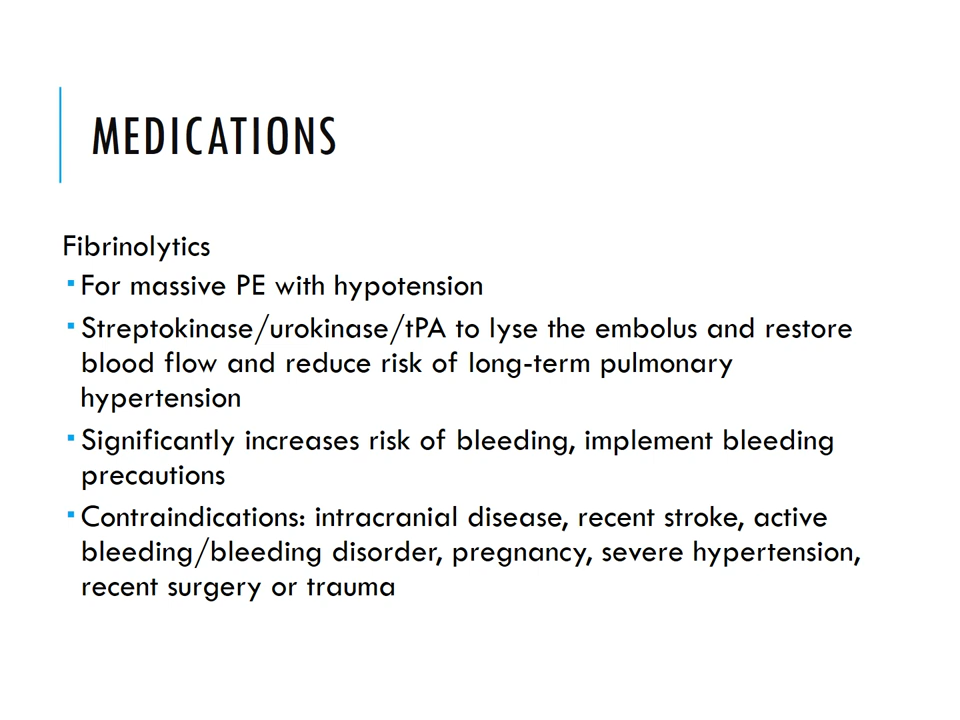 MEDICATIONS
Fibrinolytics
▪ For massive PE with hypotension
▪ Streptokinase/urokinase/tPA to lyse the embolus and restore
blood flow and reduce risk of long-term pulmonary
hypertension
▪ Significantly increases risk of bleeding, implement bleeding
precautions
▪ Contraindications: intracranial disease, recent stroke, active
bleeding/bleeding disorder, pregnancy, severe hypertension,
recent surgery or trauma